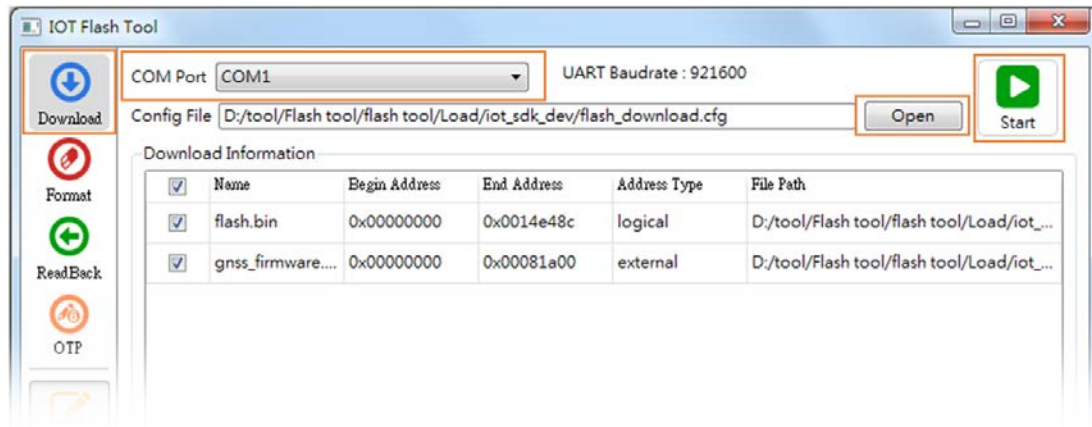 IOT Flash Tool
Download
COM Port COM1
UART Baudrate : 921600
Config File D:/tool/Flash tool/flash tool/Load/iot_sdk_dev/flash_download.cfg
Open
Start
Format
ReadBack
OTP
Download Information
Name Begin Address End Address Address Type File Path
flash.bin 0x00000000 0x0014e48c logical D:/tool/Flash tool/flash tool/Load/iot_...
gnss_firmware.... 0x00000000 0x00081a00 external D:/tool/Flash tool/flash tool/Load/iot_...